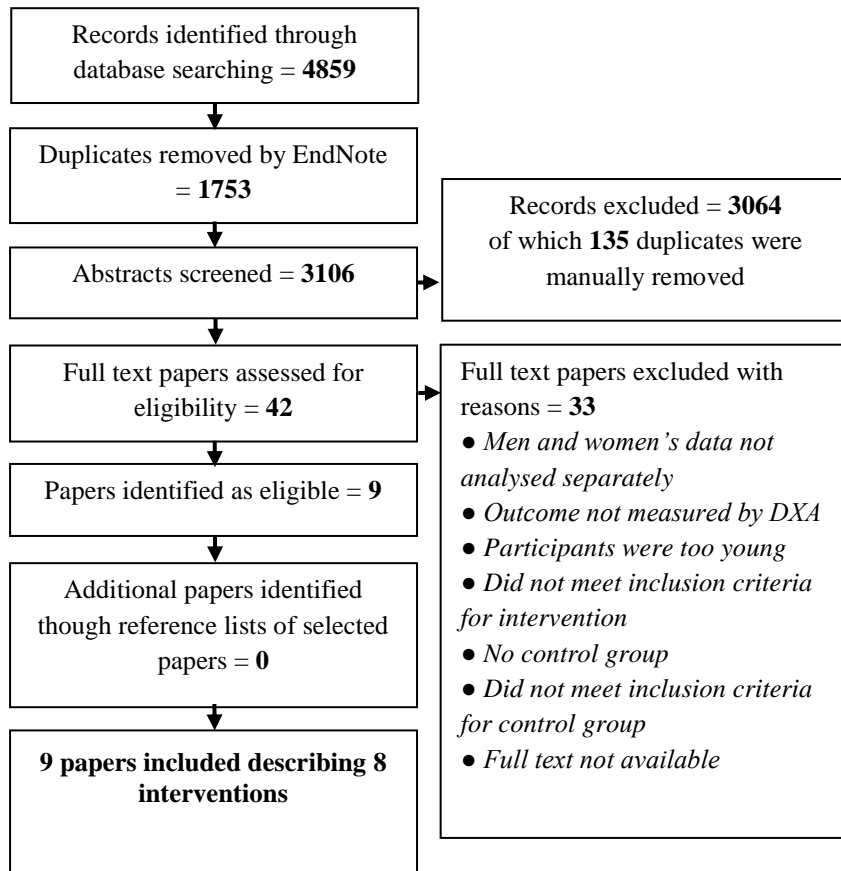 Records identified through
database searching = 4859
Duplicates removed by EndNote
= 1753
Records excluded = 3064
of which 135 duplicates were
manually removed
Abstracts screened = 3106
Full text papers assessed for
eligibility = 42
Full text papers excluded with
reasons = 33
● Men and women’s data not
analysed separately
● Outcome not measured by DXA
● Participants were too young
● Did not meet inclusion criteria
for intervention
● No control group
● Did not meet inclusion criteria
for control group
● Full text not available
Papers identified as eligible = 9
Additional papers identified
though reference lists of selected
papers = 0
9 papers included describing 8
interventions